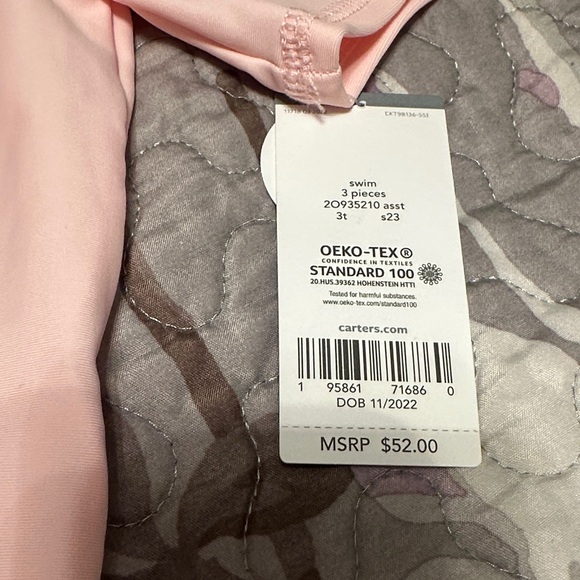 CXT98136-SSE
swim
3 pieces
2O935210 asst
3t s23
OEKO-TEX®
CONFIDENCE IN TEXTILES
STANDARD 100
20.HUS.39362 HOHENSTEIN HTTI
Tested for harmful substances.
www.oeko-tex.com/standard100
carters.com
1 95861 71686 0
DOB 11/2022
MSRP $52.00